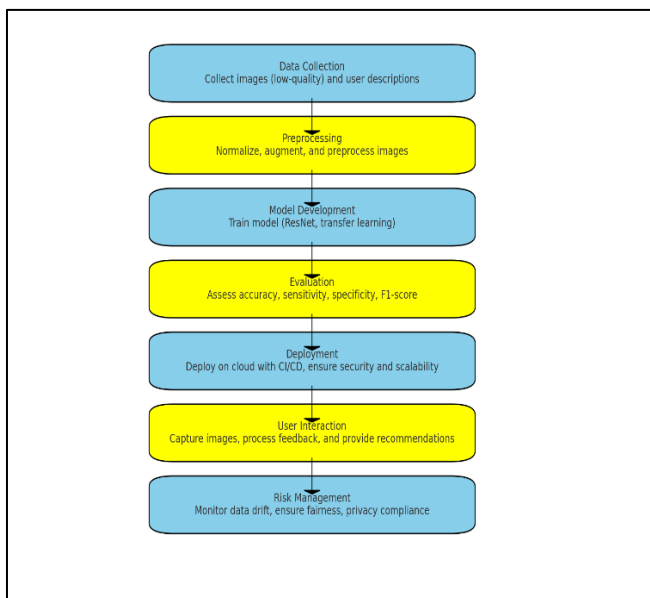 Data Collection
Collect images (low-quality) and user descriptions
Preprocessing
Normalize, augment, and preprocess images
Model Development
Train model (ResNet, transfer learning)
Evaluation
Assess accuracy, sensitivity, specificity, F1-score
Deployment
Deploy on cloud with CI/CD, ensure security and scalability
User Interaction
Capture images, process feedback, and provide recommendations
Risk Management
Monitor data drift, ensure fairness, privacy compliance